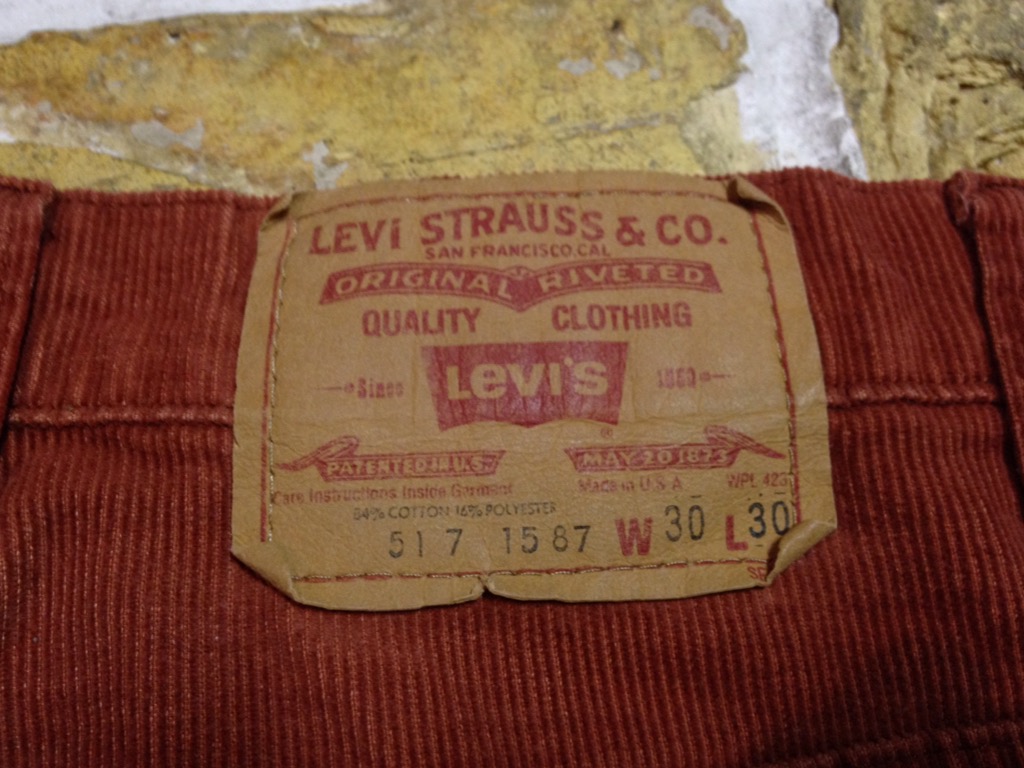 LEVI STRAUSS & CO.
SAN FRANCISCO, CAL
ORIGINAL RIVETED
QUALITY CLOTHING
Since LEVI'S ®
PATENTED IN U.S. MAY 20 1873
Care Instructions Inside Garment Made in U.S.A. WPL 423
84% COTTON 16% POLYESTER
517 1587 W 30 L 30